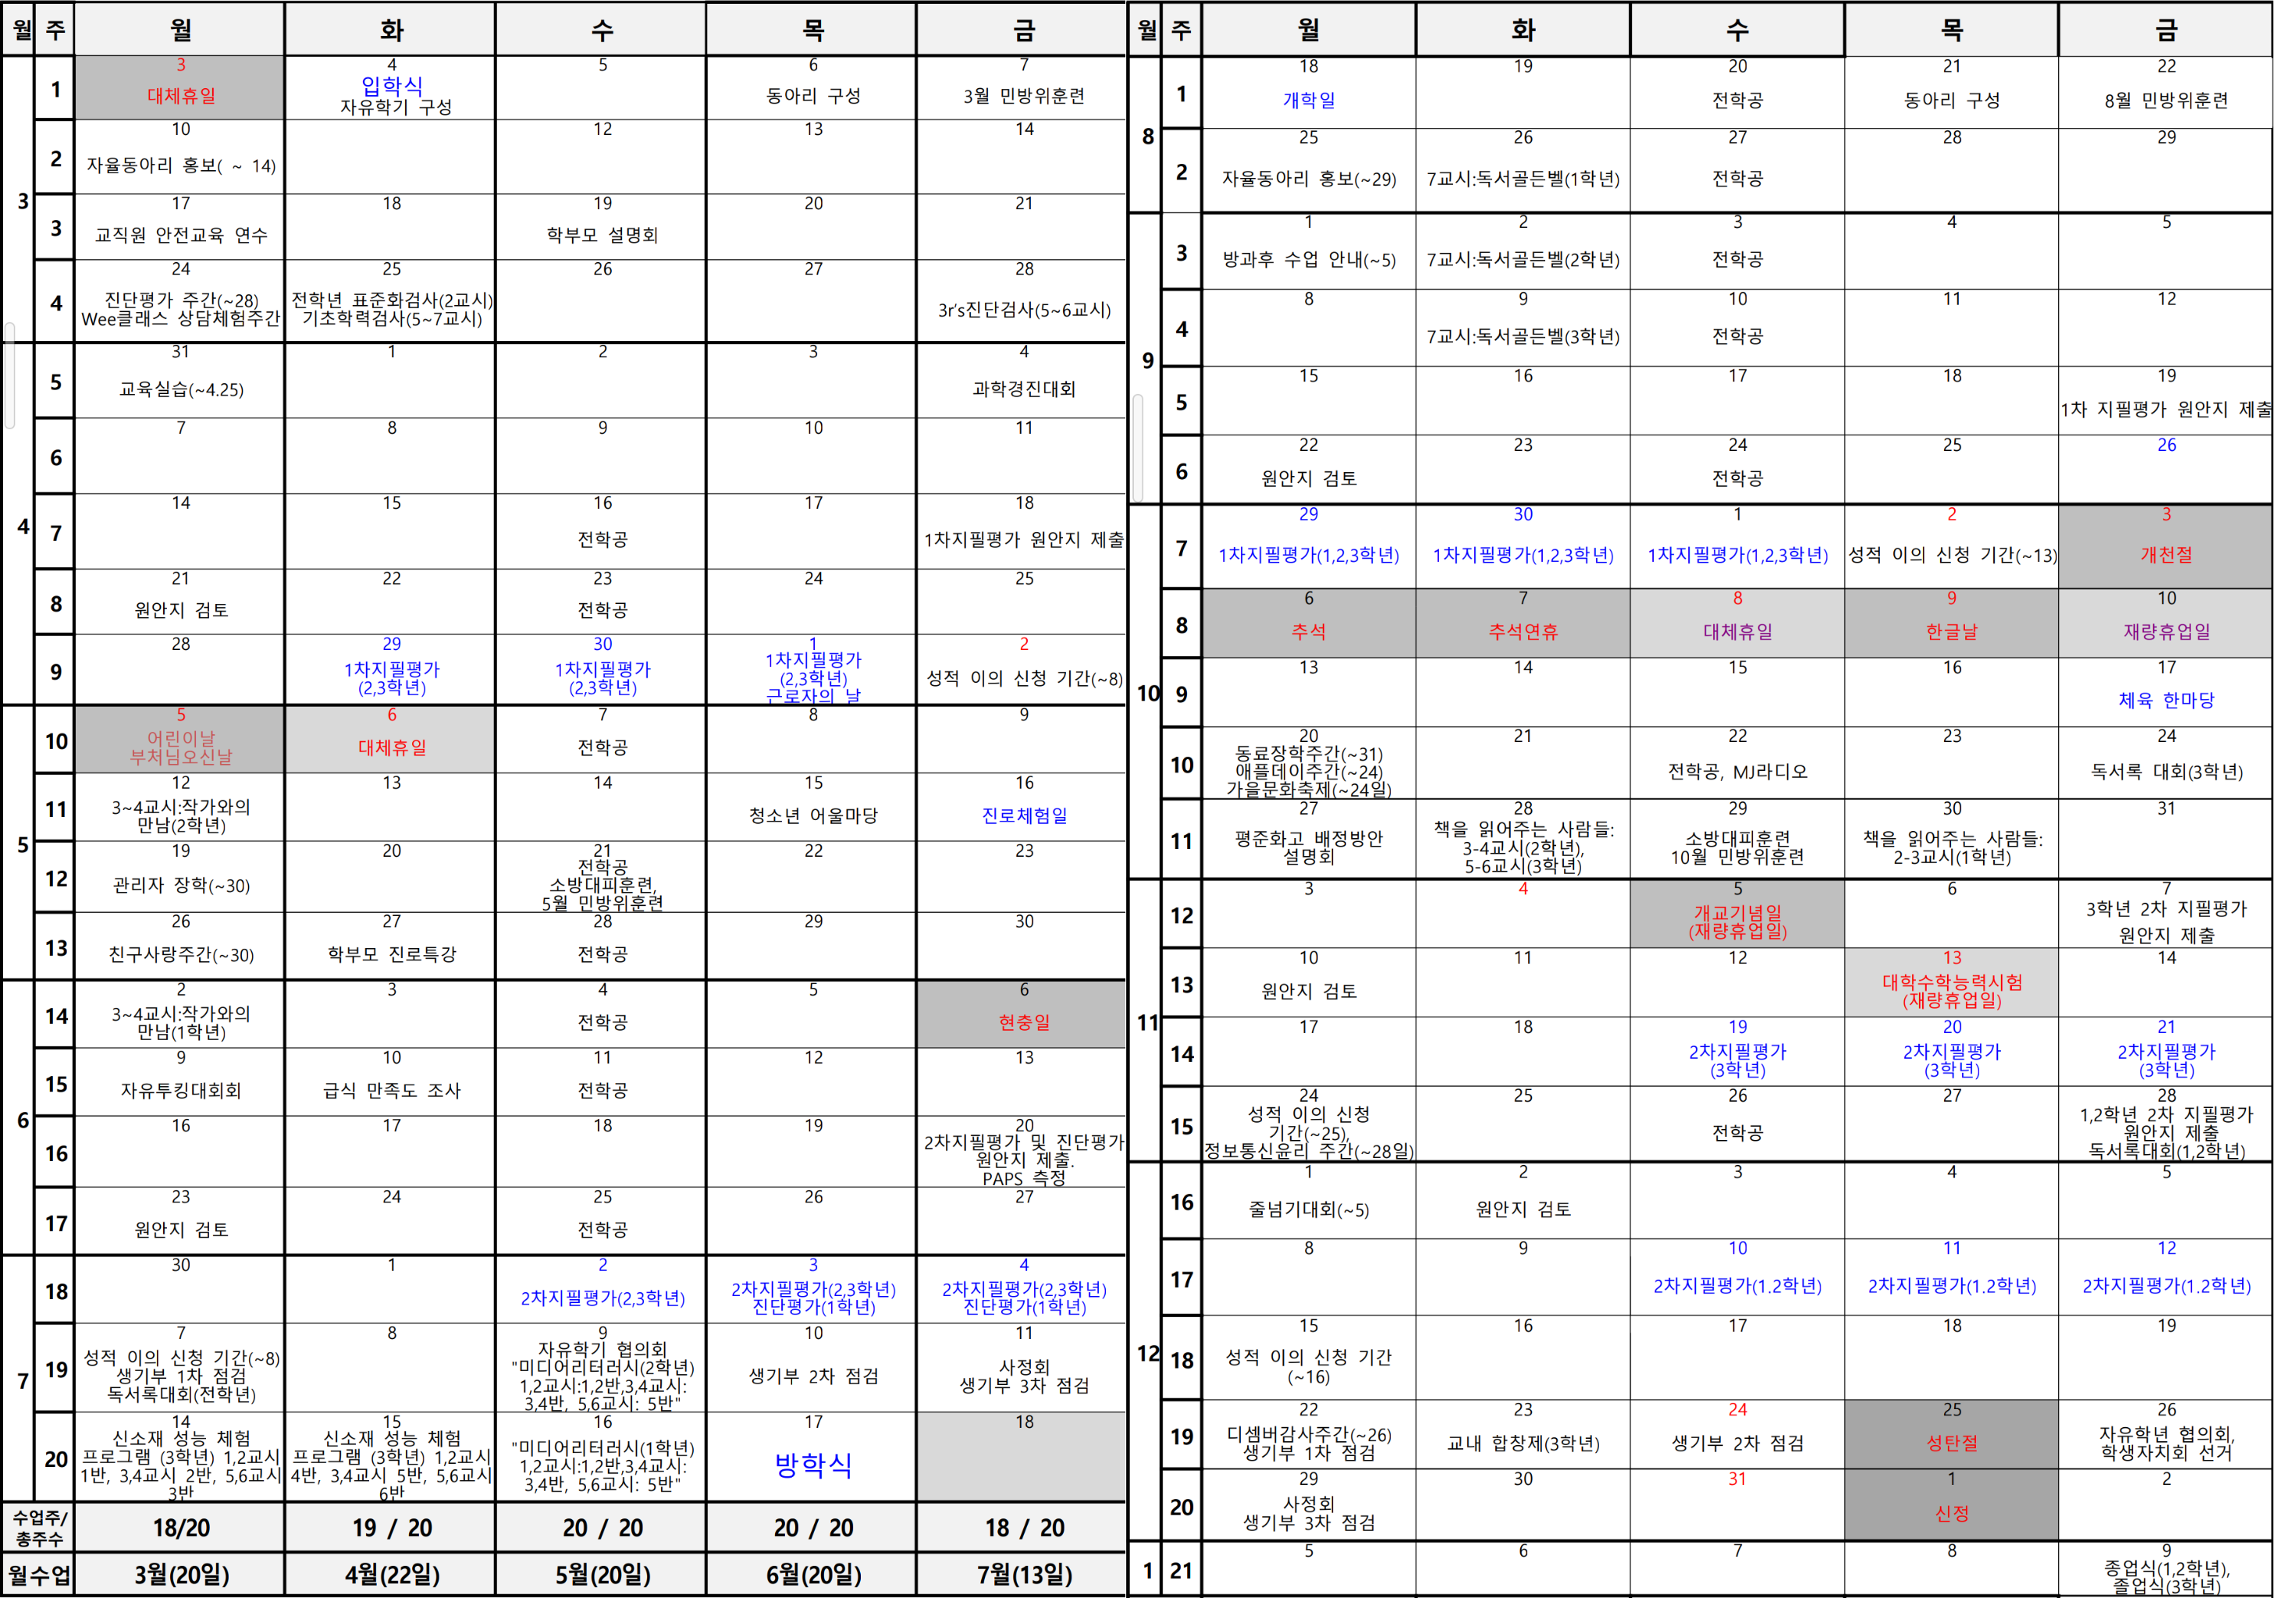 월 주 월 화 수 목 금
3
1
3 4 5 6 7
대체휴일
입학식
자유학기 구성
동아리 구성
3월 민방위훈련
2
10 12 13 14
자율동아리 홍보( ~ 14)
3
17 18 19 20 21
교직원 안전교육 연수
학부모 설명회
4
24 25 26 27 28
진단평가 주간(~28)
Wee클래스 상담체험주간
전학년 표준화검사(2교시)
기초학력검사(5~7교시)
3r's진단검사(5~6교시)
4
5
31 1 2 3 4
교육실습(~4.25)
과학경진대회
6
7 8 9 10 11
7
14 15 16 17 18
전학공
1차지필평가 원안지 제출
8
21 22 23 24 25
원안지 검토
전학공
9
28 29 30 1 2
1차지필평가
(2,3학년)
1차지필평가
(2,3학년)
1차지필평가
(2,3학년)
근로자의 날
성적 이의 신청 기간(~8)
5
10
5 6 7 8 9
어린이날
부처님오신날
대체휴일
전학공
11
12 13 14 15 16
3~4교시:작가와의
만남(2학년)
청소년 어울마당
진로체험일
12
19 20 21 22 23
관리자 장학(~30)
전학공
소방대피훈련,
5월 민방위훈련
13
26 27 28 29 30
친구사랑주간(~30)
학부모 진로특강
전학공
6
14
2 3 4 5 6
3~4교시:작가와의
만남(1학년)
전학공
현충일
15
9 10 11 12 13
자유투킹대회회
급식 만족도 조사
전학공
16
16 17 18 19 20
2차지필평가 및 진단평가
원안지 제출.
PAPS 측정
17
23 24 25 26 27
원안지 검토
전학공
7
18
30 1 2 3 4
2차지필평가(2,3학년)
2차지필평가(2,3학년)
진단평가(1학년)
2차지필평가(2,3학년)
진단평가(1학년)
19
7 8 9 10 11
성적 이의 신청 기간(~8)
생기부 1차 점검
독서록대회(전학년)
자유학기 협의회
"미디어리터러시(2학년)
1,2교시:1,2반,3,4교시:
3,4반, 5,6교시: 5반"
생기부 2차 점검
사정회
생기부 3차 점검
20
14 15 16 17 18
신소재 성능 체험
프로그램 (3학년) 1,2교시
1반, 3,4교시 2반, 5,6교시
3반
신소재 성능 체험
프로그램 (3학년) 1,2교시
4반, 3,4교시 5반, 5,6교시
6반
"미디어리터러시(1학년)
1,2교시:1,2반,3,4교시:
3,4반, 5,6교시: 5반"
방학식
수업주/
총주수
18/20 19 / 20 20 / 20 20 / 20 18 / 20
월수업 3월(20일) 4월(22일) 5월(20일) 6월(20일) 7월(13일)
월 주 월 화 수 목 금
8
1
18 19 20 21 22
개학일
전학공
동아리 구성
8월 민방위훈련
2
25 26 27 28 29
자율동아리 홍보(~29)
7교시:독서골든벨(1학년)
전학공
9
3
1 2 3 4 5
방과후 수업 안내(~5)
7교시:독서골든벨(2학년)
전학공
4
8 9 10 11 12
7교시:독서골든벨(3학년)
전학공
5
15 16 17 18 19
1차 지필평가 원안지 제출
6
22 23 24 25 26
원안지 검토
전학공
10
7
29 30 1 2 3
1차지필평가(1,2,3학년)
1차지필평가(1,2,3학년)
1차지필평가(1,2,3학년)
성적 이의 신청 기간(~13)
개천절
8
6 7 8 9 10
추석
추석연휴
대체휴일
한글날
재량휴업일
9
13 14 15 16 17
체육 한마당
10
20 21 22 23 24
동료장학주간(~31)
애플데이주간(~24)
가을문화축제(~24일)
전학공, MJ라디오
독서록 대회(3학년)
11
27 28 29 30 31
평준화고 배정방안
설명회
책을 읽어주는 사람들:
3-4교시(2학년),
5-6교시(3학년)
소방대피훈련
10월 민방위훈련
책을 읽어주는 사람들:
2-3교시(1학년)
11
12
3 4 5 6 7
개교기념일
(재량휴업일)
3학년 2차 지필평가
원안지 제출
13
10 11 12 13 14
원안지 검토
대학수학능력시험
(재량휴업일)
14
17 18 19 20 21
2차지필평가
(3학년)
2차지필평가
(3학년)
2차지필평가
(3학년)
15
24 25 26 27 28
성적 이의 신청
기간(~25),
정보통신윤리 주간(~28일)
전학공
1,2학년 2차 지필평가
원안지 제출
독서록대회(1,2학년)
12
16
1 2 3 4 5
줄넘기대회(~5)
원안지 검토
17
8 9 10 11 12
2차지필평가(1.2학년)
2차지필평가(1.2학년)
2차지필평가(1.2학년)
18
15 16 17 18 19
성적 이의 신청 기간
(~16)
19
22 23 24 25 26
디셈버감사주간(~26)
생기부 1차 점검
교내 합창제(3학년)
생기부 2차 점검
성탄절
자유학년 협의회,
학생자치회 선거
20
29 30 31 1 2
사정회
생기부 3차 점검
신정
1
21
5 6 7 8 9
종업식(1,2학년),
졸업식(3학년)